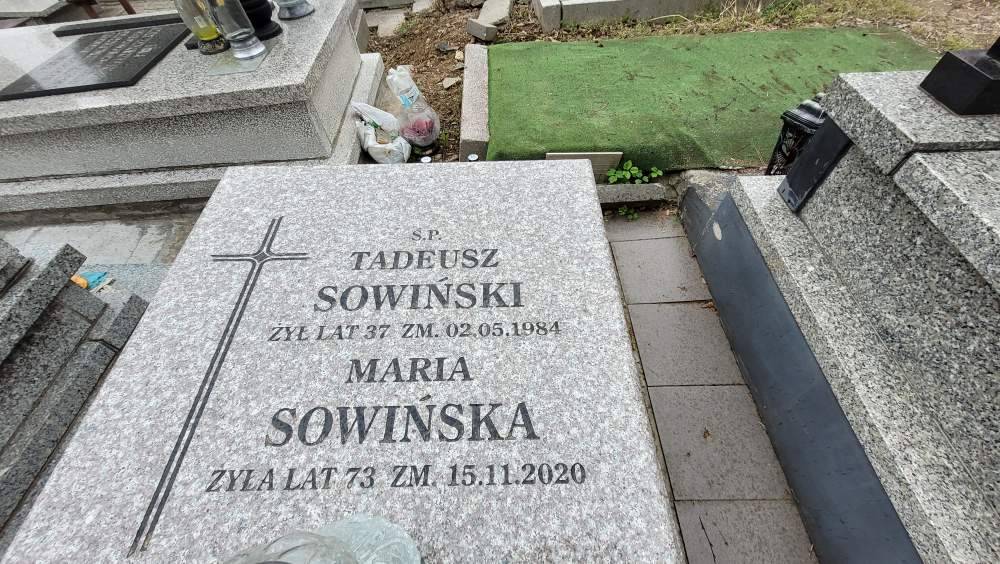 Ś.P.
TADEUSZ
SOWIŃSKI
ŻYŁ LAT 37 ZM. 02.05.1984
MARIA
SOWIŃSKA
ŻYŁA LAT 73 ZM. 15.11.2020